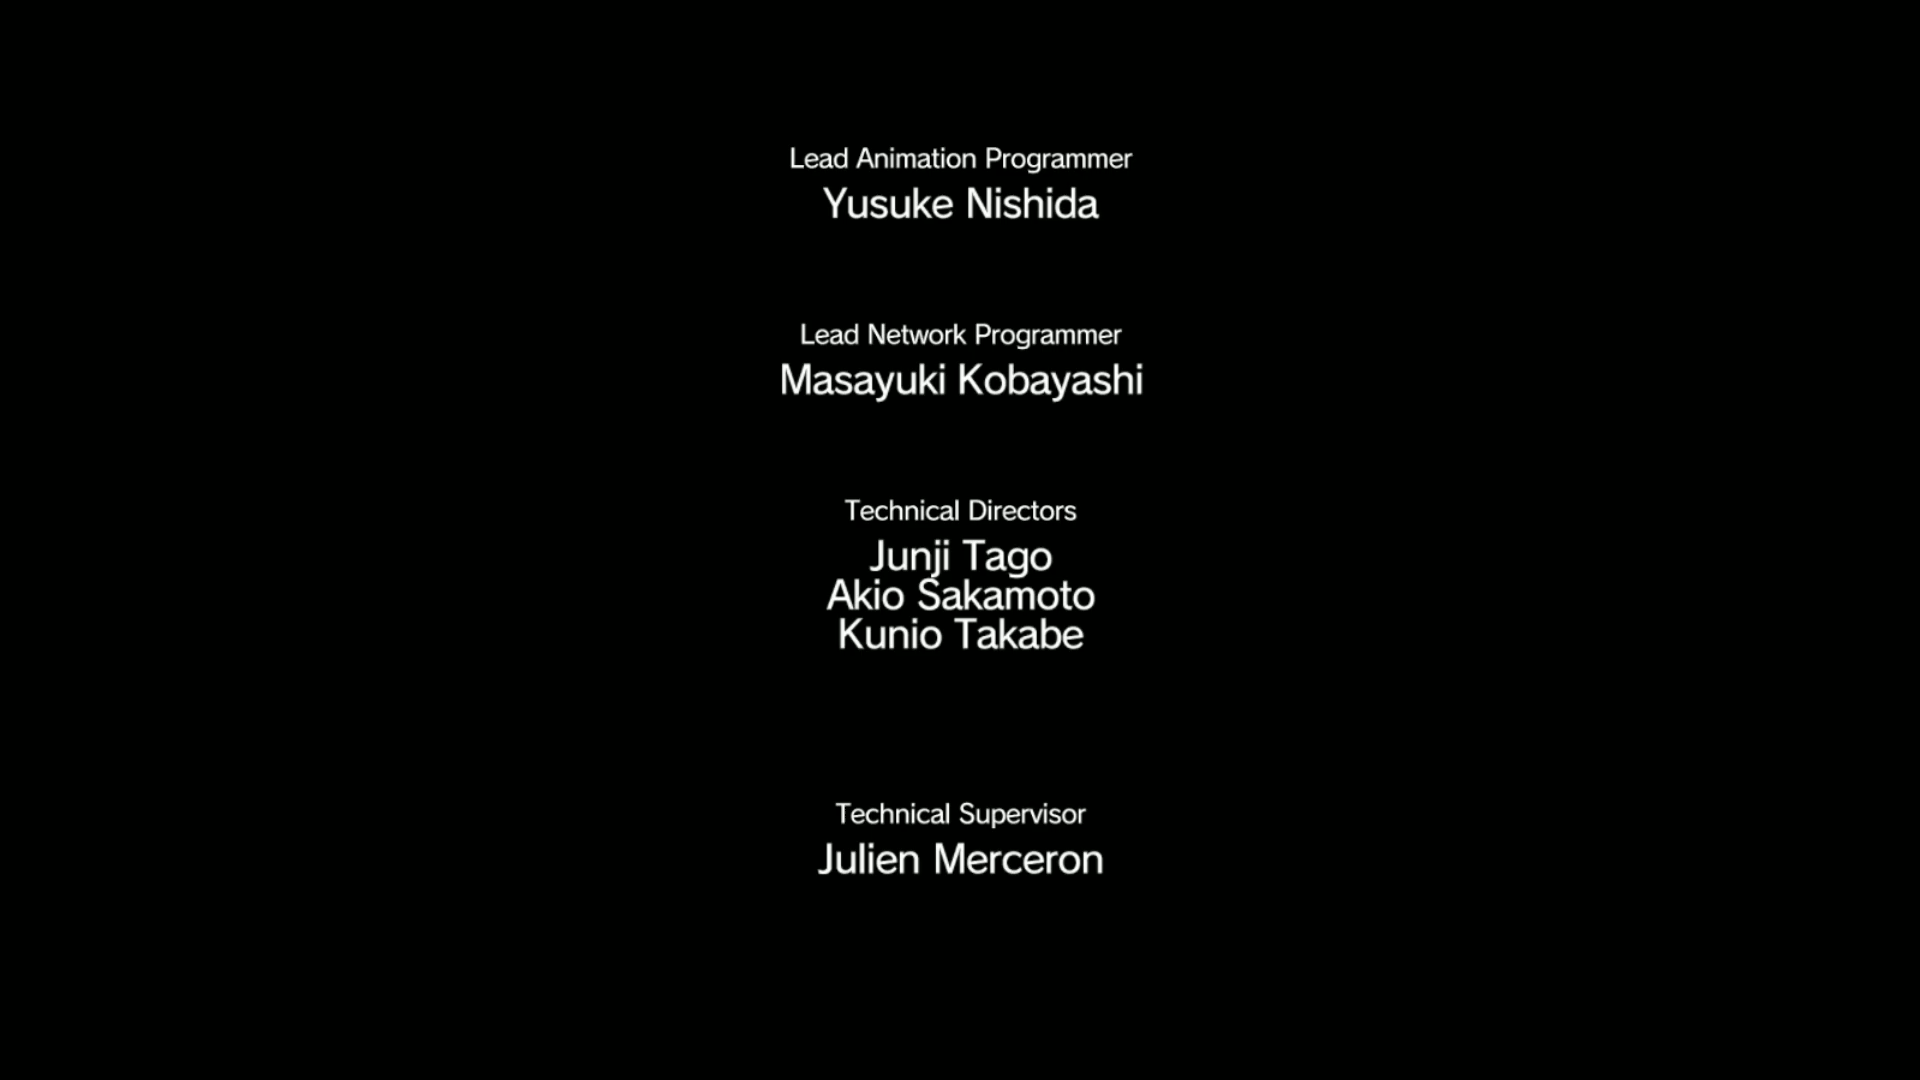 Lead Animation Programmer
Yusuke Nishida
Lead Network Programmer
Masayuki Kobayashi
Technical Directors
Junji Tago
Akio Sakamoto
Kunio Takabe
Technical Supervisor
Julien Merceron